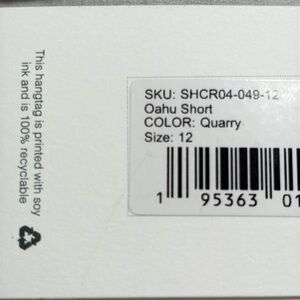 This hangtag is printed with soy
ink and is 100% recyclable
SKU: SHCR04-049-12
Oahu Short
COLOR: Quarry
Size: 12
1 95363 01